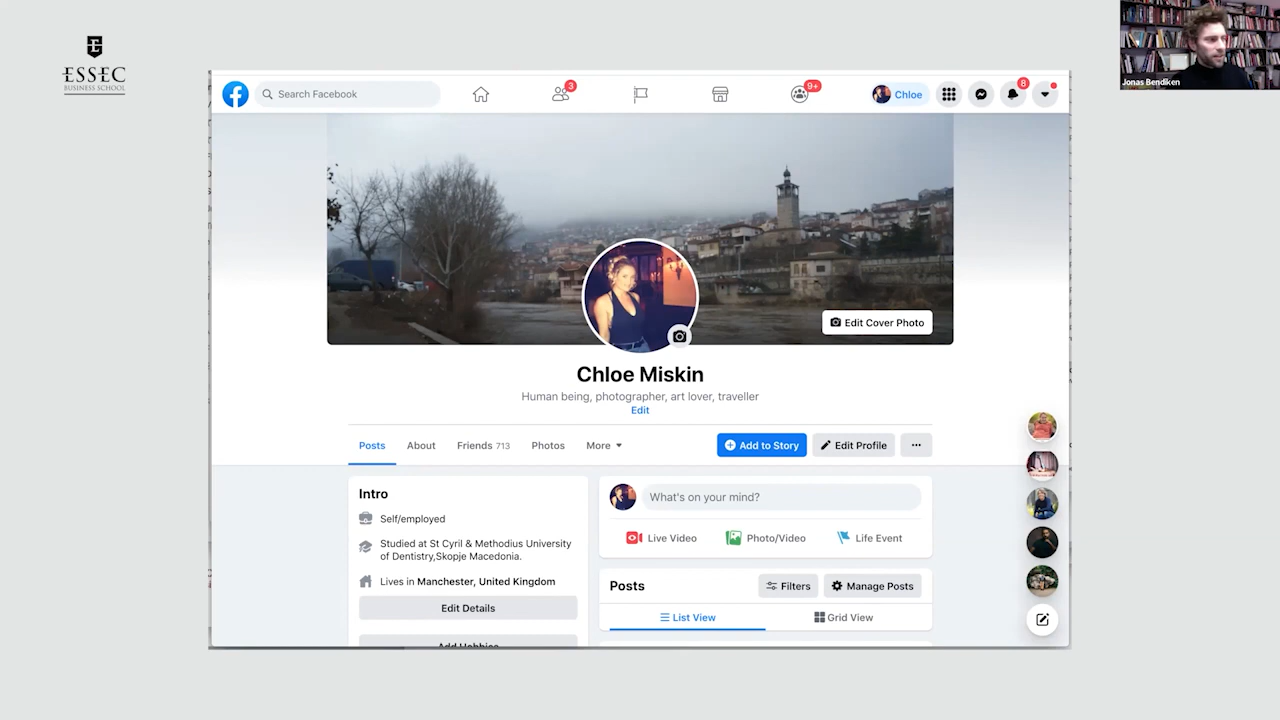 ESSEC
BUSINESS SCHOOL
Jonas Bendiken
Search Facebook
3
9+
Chloe
8
Edit Cover Photo
Chloe Miskin
Human being, photographer, art lover, traveller
Edit
Posts About Friends 713 Photos More
Add to Story Edit Profile
Intro
Self/employed
Studied at St Cyril & Methodius University
of Dentistry,Skopje Macedonia.
Lives in Manchester, United Kingdom
Edit Details
Add Hobbies
What's on your mind?
Live Video Photo/Video Life Event
Posts Filters Manage Posts
List View Grid View